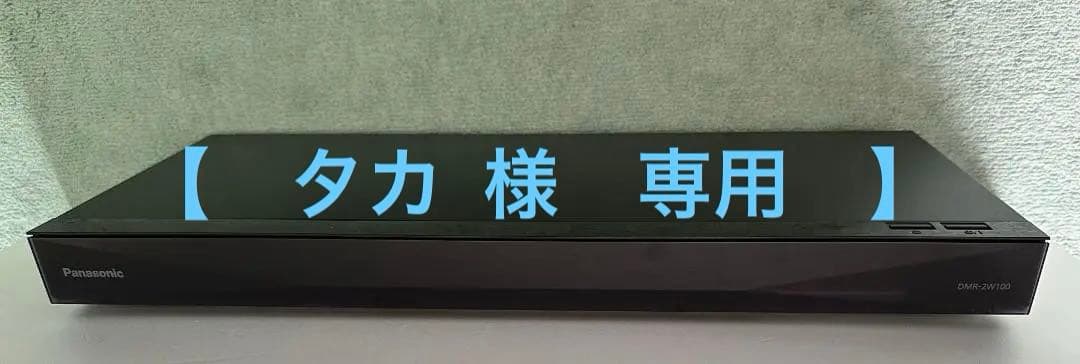 【 タカ 様 専用 】
Panasonic
DMR-2W100